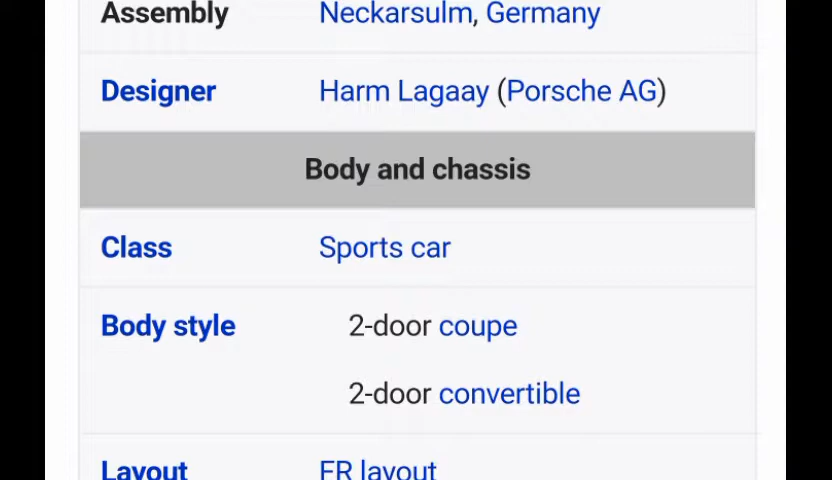 Assembly Neckarsulm, Germany
Designer Harm Lagaay (Porsche AG)
Body and chassis
Class Sports car
Body style 2-door coupe
2-door convertible
Layout FR layout